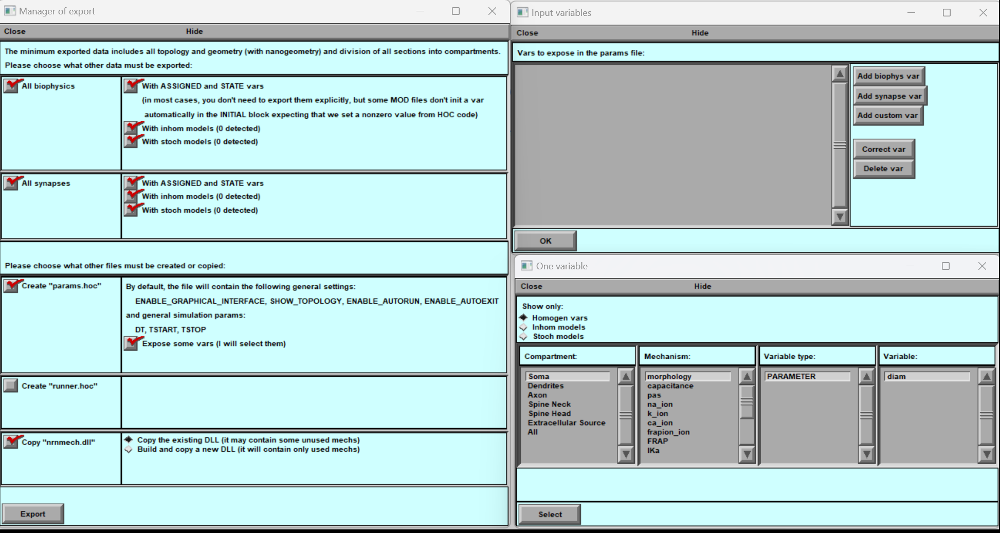 Manager of export
Close Hide
The minimum exported data includes all topology and geometry (with nanogeometry) and division of all sections into compartments.
Please choose what other data must be exported:
All biophysics
With ASSIGNED and STATE vars
(in most cases, you don't need to export them explicitly, but some MOD files don't init a var
automatically in the INITIAL block expecting that we set a nonzero value from HOC code)
With inhom models (0 detected)
With stoch models (0 detected)
All synapses
With ASSIGNED and STATE vars
With inhom models (0 detected)
With stoch models (0 detected)
Please choose what other files must be created or copied:
Create "params.hoc"
By default, the file will contain the following general settings:
ENABLE_GRAPHICAL_INTERFACE, SHOW_TOPOLOGY, ENABLE_AUTORUN, ENABLE_AUTOEXIT
and general simulation params:
DT, TSTART, TSTOP
Expose some vars (I will select them)
Create "runner.hoc"
Copy "nrnmech.dll"
Copy the existing DLL (it may contain some unused mechs)
Build and copy a new DLL (it will contain only used mechs)
Export
Input variables
Close Hide
Vars to expose in the params file:
Add biophys var
Add synapse var
Add custom var
Correct var
Delete var
OK
One variable
Close Hide
Show only:
Homogen vars
Inhom models
Stoch models
Compartment:
Soma
Dendrites
Axon
Spine Neck
Spine Head
Extracellular Source
All
Mechanism:
morphology
capacitance
pas
na_ion
k_ion
ca_ion
frapion_ion
FRAP
IKa
Variable type:
PARAMETER
Variable:
diam
Select